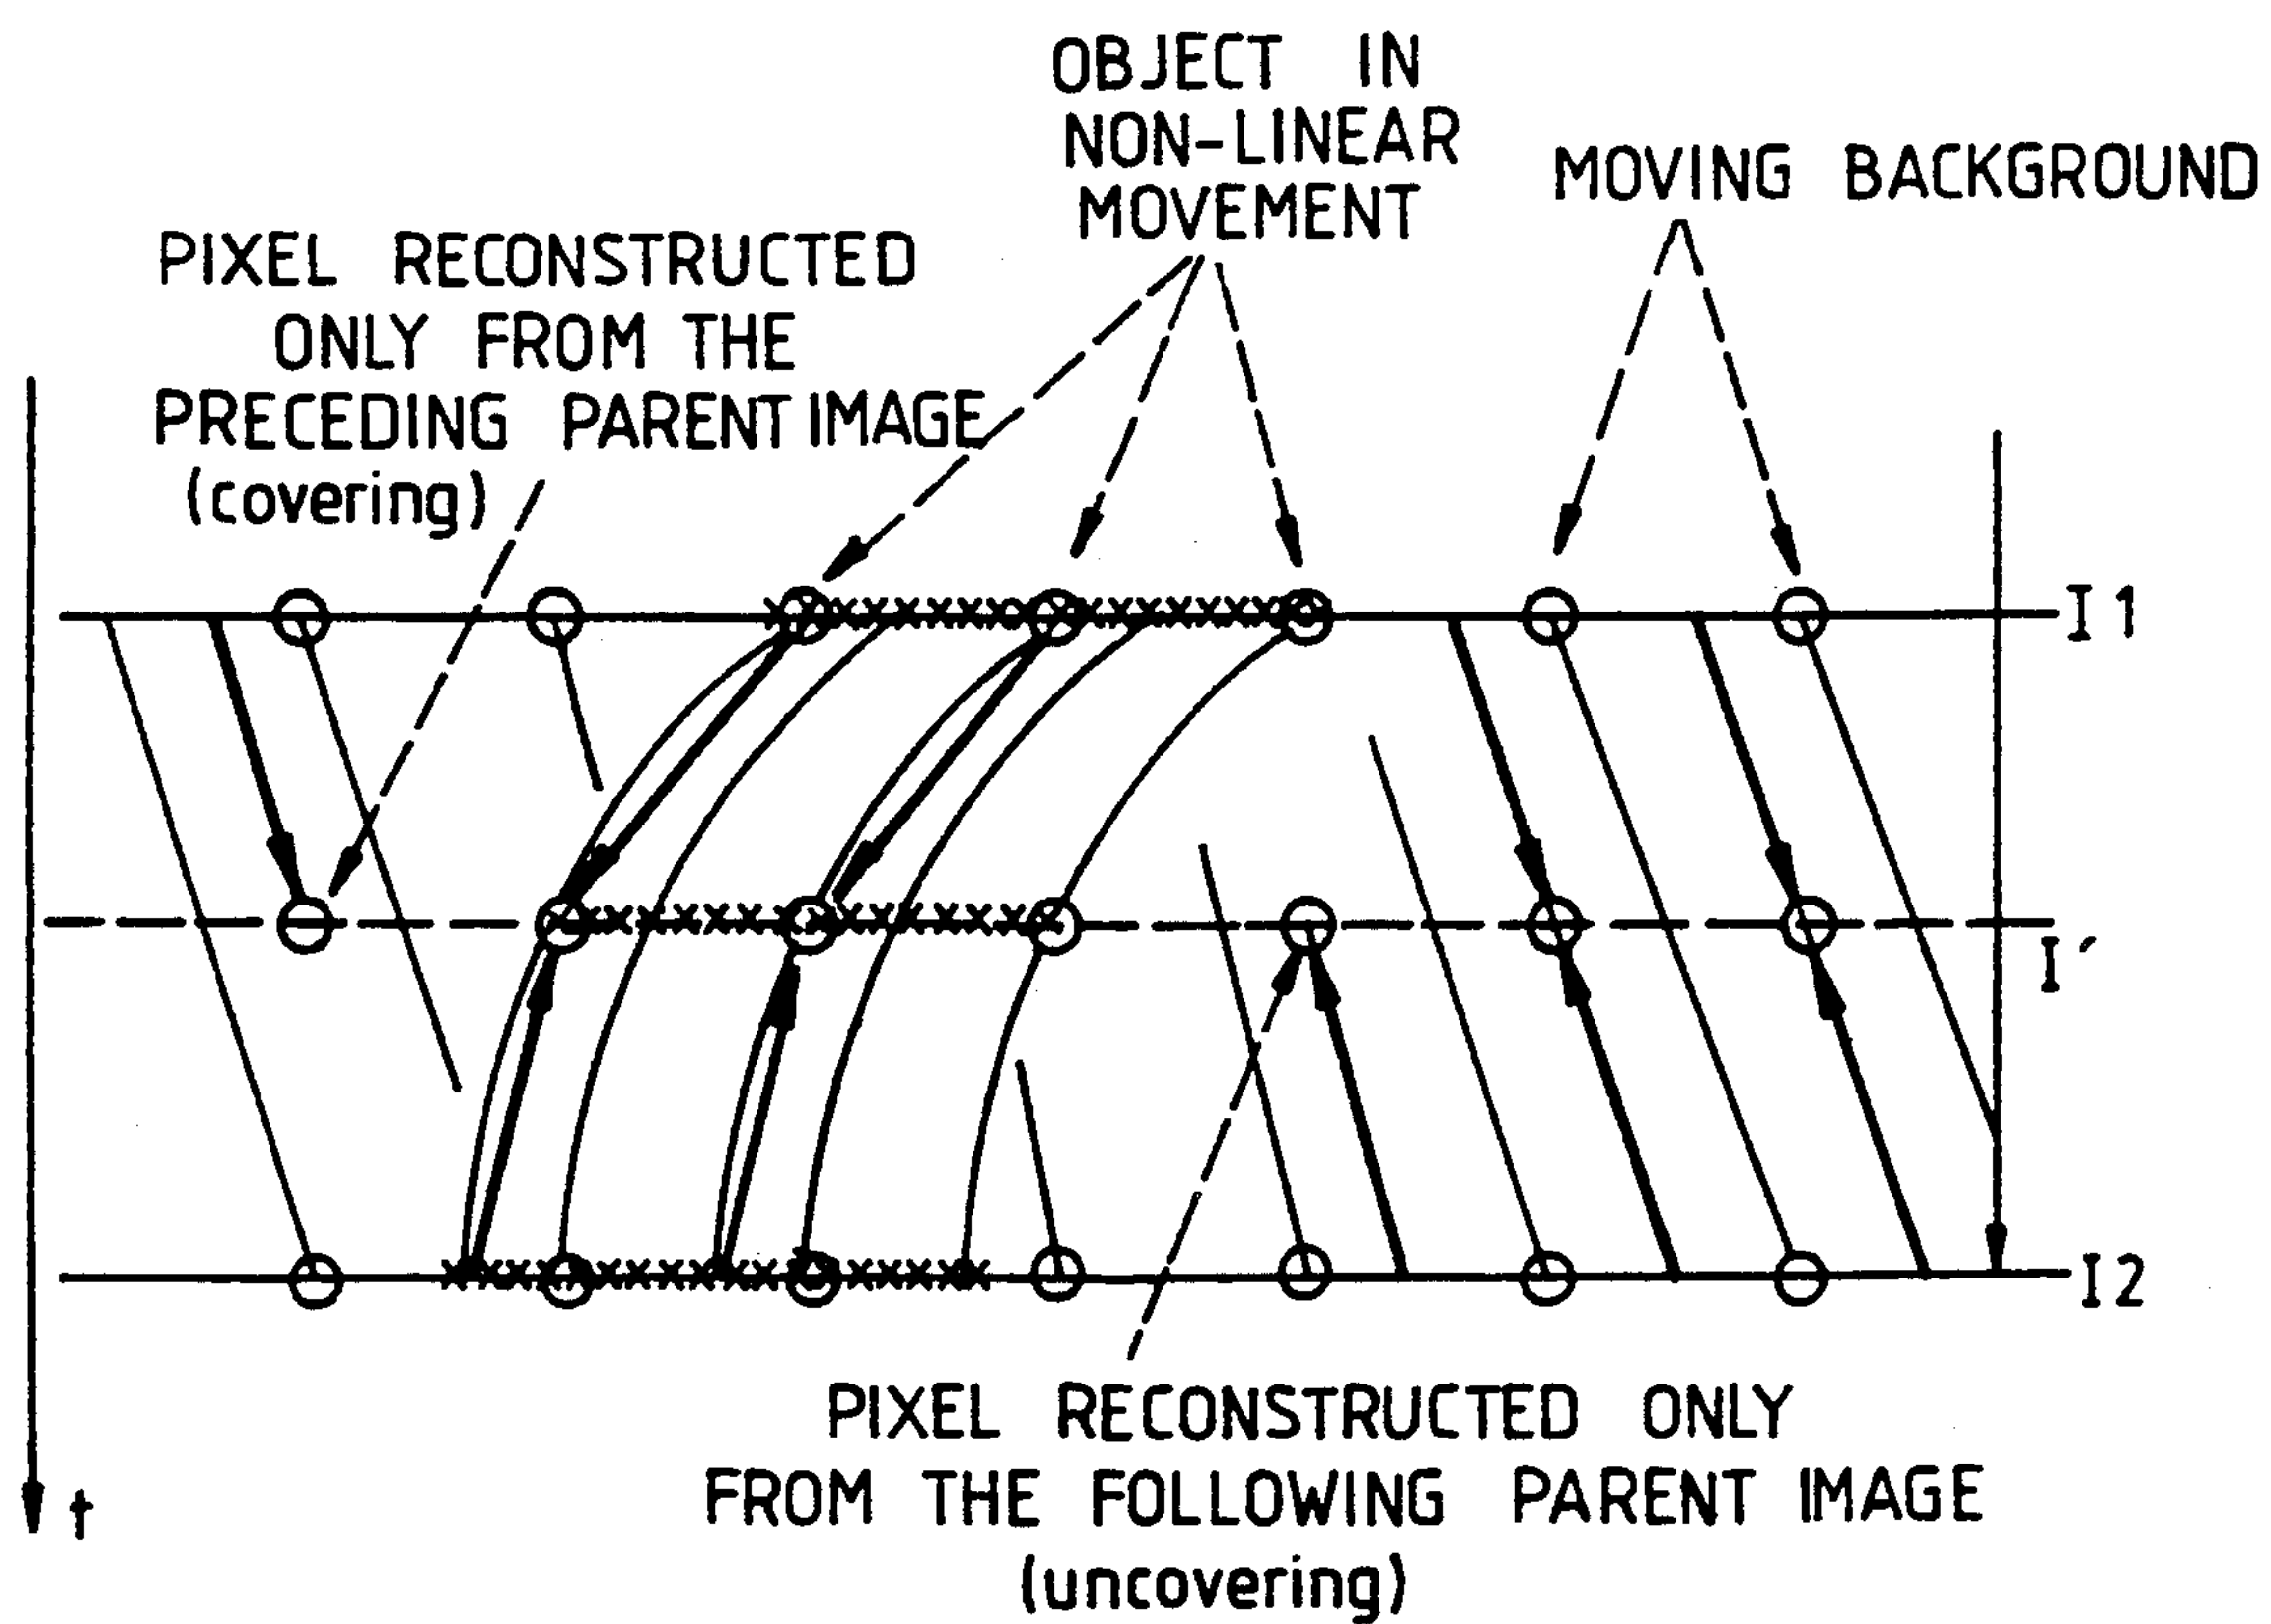 OBJECT IN
NON-LINEAR
MOVEMENT
MOVING BACKGROUND
PIXEL RECONSTRUCTED
ONLY FROM THE
PRECEDING PARENT IMAGE
(covering)
I1
I'
I2
PIXEL RECONSTRUCTED ONLY
FROM THE FOLLOWING PARENT IMAGE
(uncovering)
t